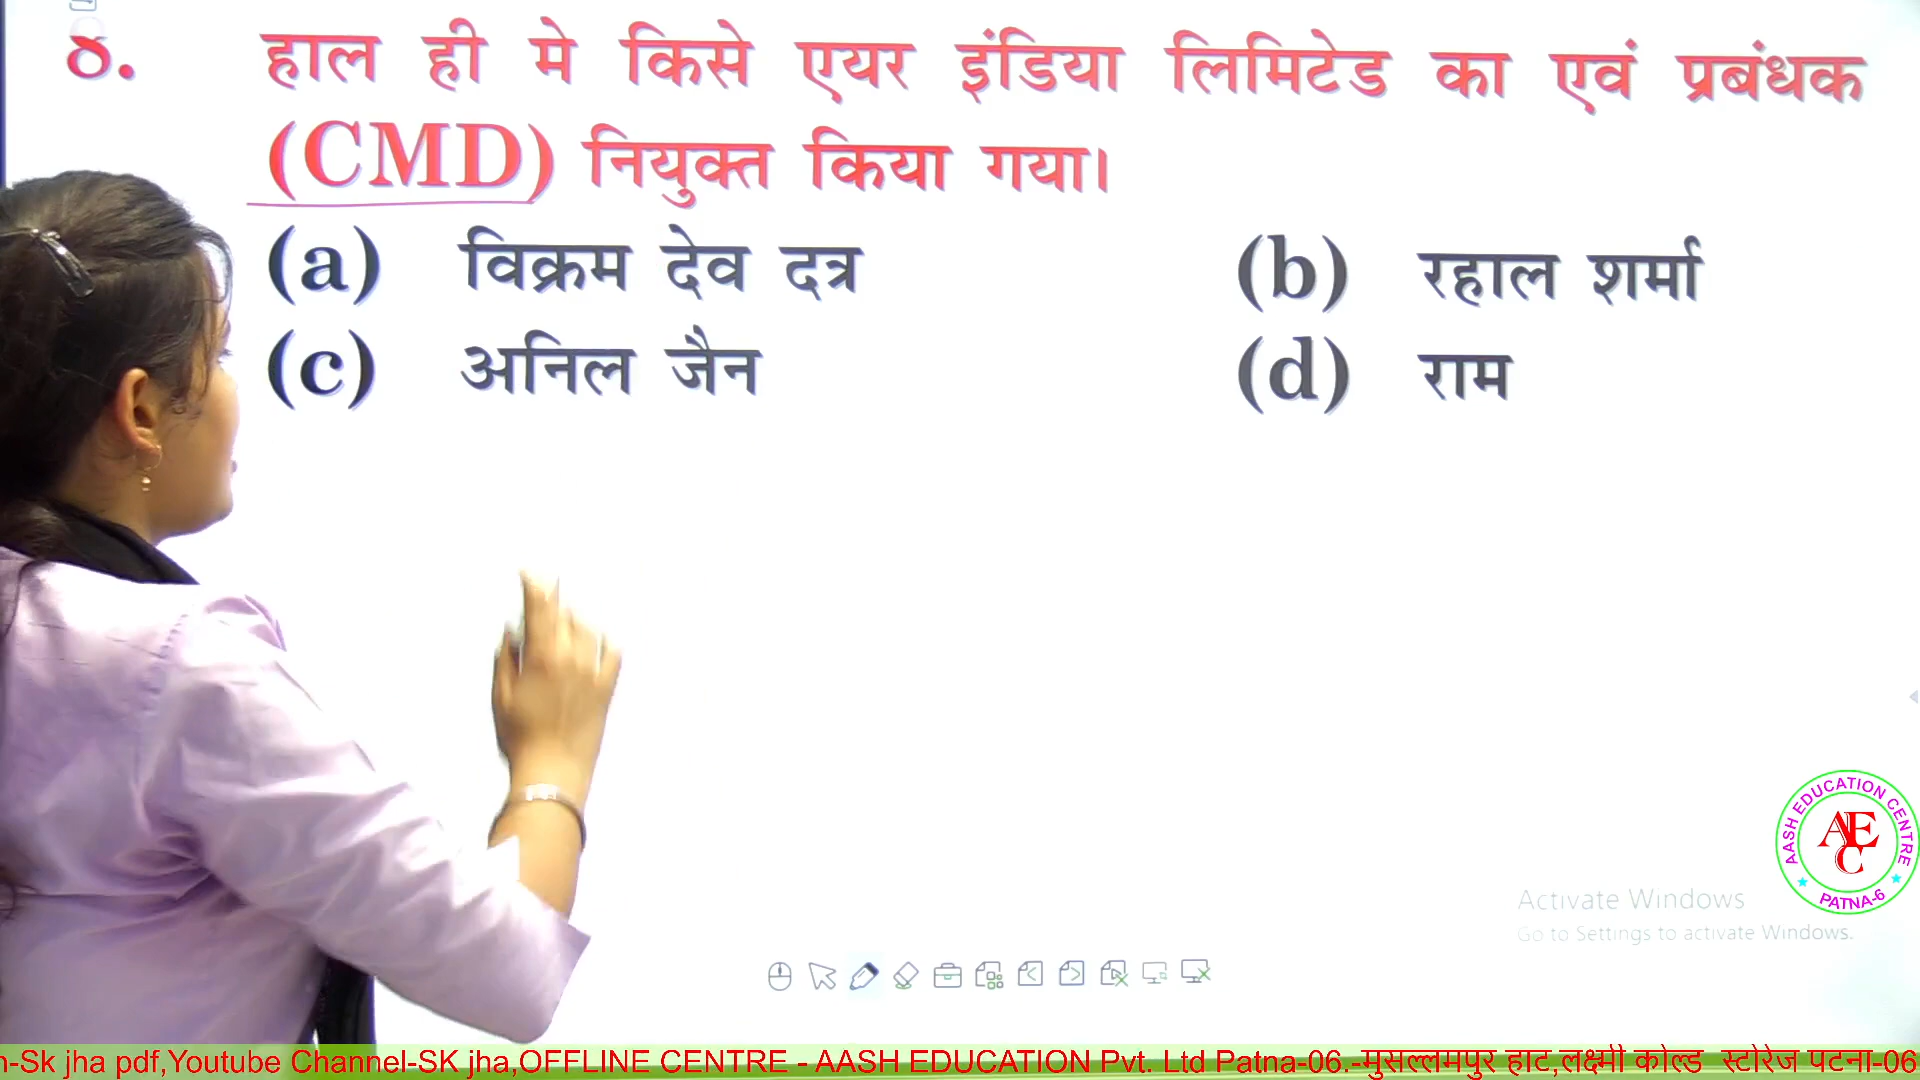 8. हाल ही मे किसे एयर इंडिया लिमिटेड का एवं प्रबंधक
(CMD) नियुक्त किया गया।
(a) विक्रम देव दत्र (b) रहाल शर्मा
(c) अनिल जैन (d) राम
AASH EDUCATION CENTRE
AEC
PATNA-6
Activate Windows
Go to Settings to activate Windows.
n-Sk jha pdf,Youtube Channel-SK jha,OFFLINE CENTRE - AASH EDUCATION Pvt. Ltd Patna-06.-मुसल्लमपुर हाट,लक्ष्मी कोल्ड स्टोरेज पटना-06